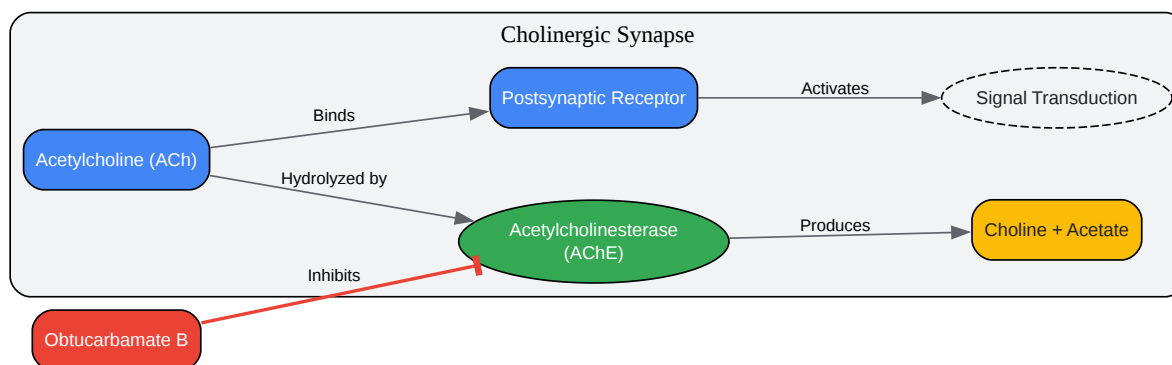 Cholinergic Synapse
Postsynaptic Receptor
Activates
Signal Transduction
Binds
Acetylcholine (ACh)
Hydrolyzed by
Acetylcholinesterase
(AChE)
Produces
Choline + Acetate
Inhibits
Obtucarbamate B